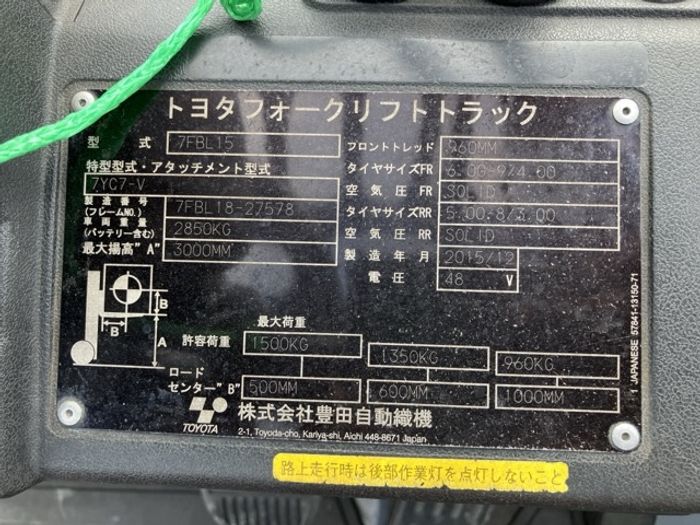 トヨタフォークリフトトラック
型式 7FBL15
特型型式・アタッチメント型式
7YC7-V
製造番号
(フレームNO.) 7FBL18-27578
車両重量
(バッテリー含む) 2850KG
最大揚高"A" 3000MM
フロントトレッド 960MM
タイヤサイズFR 6.00-9/4.00
空気圧FR SOLID
タイヤサイズRR 5.00-8/3.00
空気圧RR SOLID
製造年月 2015/12
電圧 48 V
B
B
A
最大荷重
許容荷重 1500KG 1350KG 960KG
ロード
センター"B" 500MM 600MM 1000MM
TOYOTA
株式会社豊田自動織機
2-1, Toyoda-cho, Kariya-shi, Aichi 448-8671 Japan
1 JAPANESE 57841-13150-71
路上走行時は後部作業灯を点灯しないこと